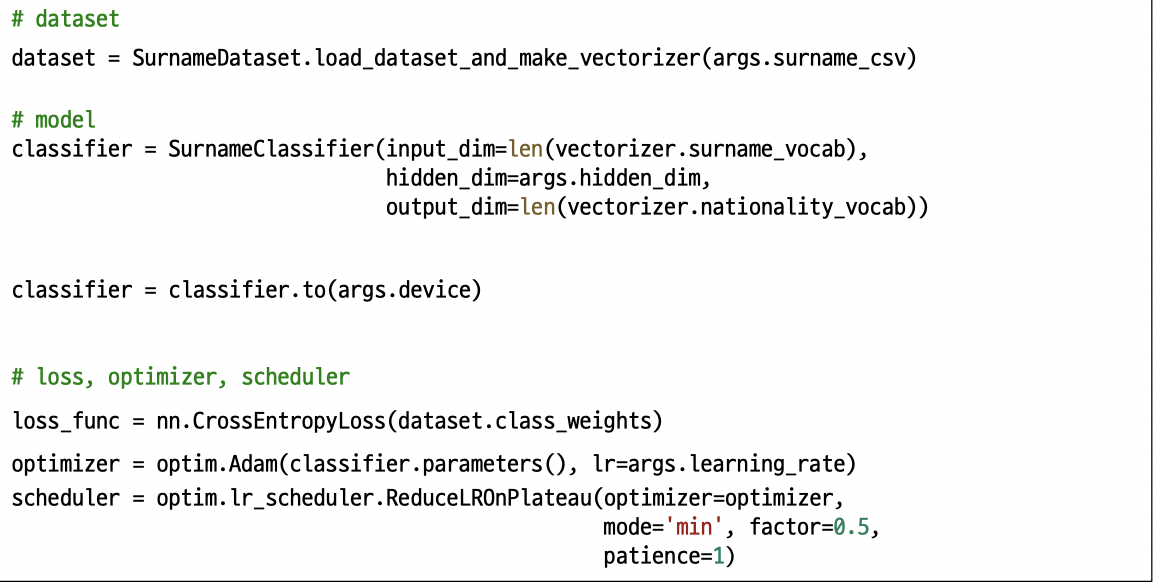 # dataset
dataset = SurnameDataset.load_dataset_and_make_vectorizer(args.surname_csv)
# model
classifier = SurnameClassifier(input_dim=len(vectorizer.surname_vocab),
hidden_dim=args.hidden_dim,
output_dim=len(vectorizer.nationality_vocab))
classifier = classifier.to(args.device)
# loss, optimizer, scheduler
loss_func = nn.CrossEntropyLoss(dataset.class_weights)
optimizer = optim.Adam(classifier.parameters(), lr=args.learning_rate)
scheduler = optim.lr_scheduler.ReduceLROnPlateau(optimizer=optimizer,
mode='min', factor=0.5,
patience=1)